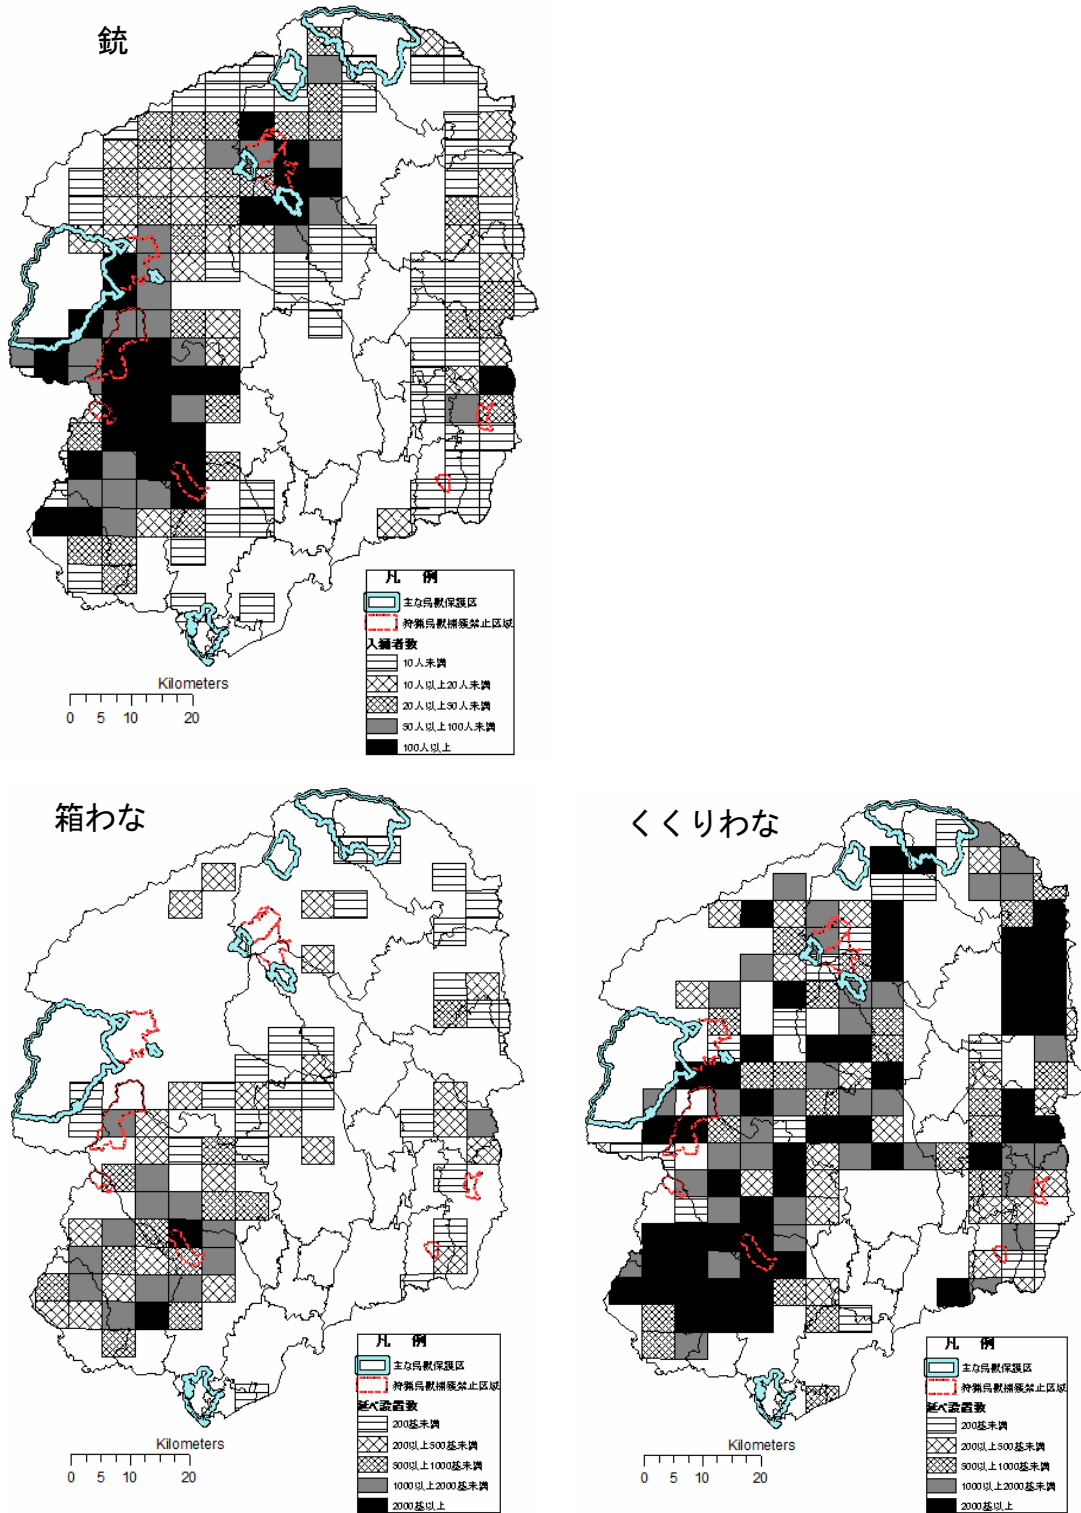 銃
凡 例
主な鳥獣保護区
狩猟鳥獣捕獲禁止区域
入猟者数
10人未満
10人以上20人未満
20人以上50人未満
50人以上100人未満
100人以上
Kilometers
0 5 10 20
箱わな
凡 例
主な鳥獣保護区
狩猟鳥獣捕獲禁止区域
延べ設置数
200基未満
200以上500基未満
500以上1000基未満
1000以上2000基未満
2000基以上
Kilometers
0 5 10 20
くくりわな
凡 例
主な鳥獣保護区
狩猟鳥獣捕獲禁止区域
延べ設置数
200基未満
200以上500基未満
500以上1000基未満
1000以上2000基未満
2000基以上
Kilometers
0 5 10 20